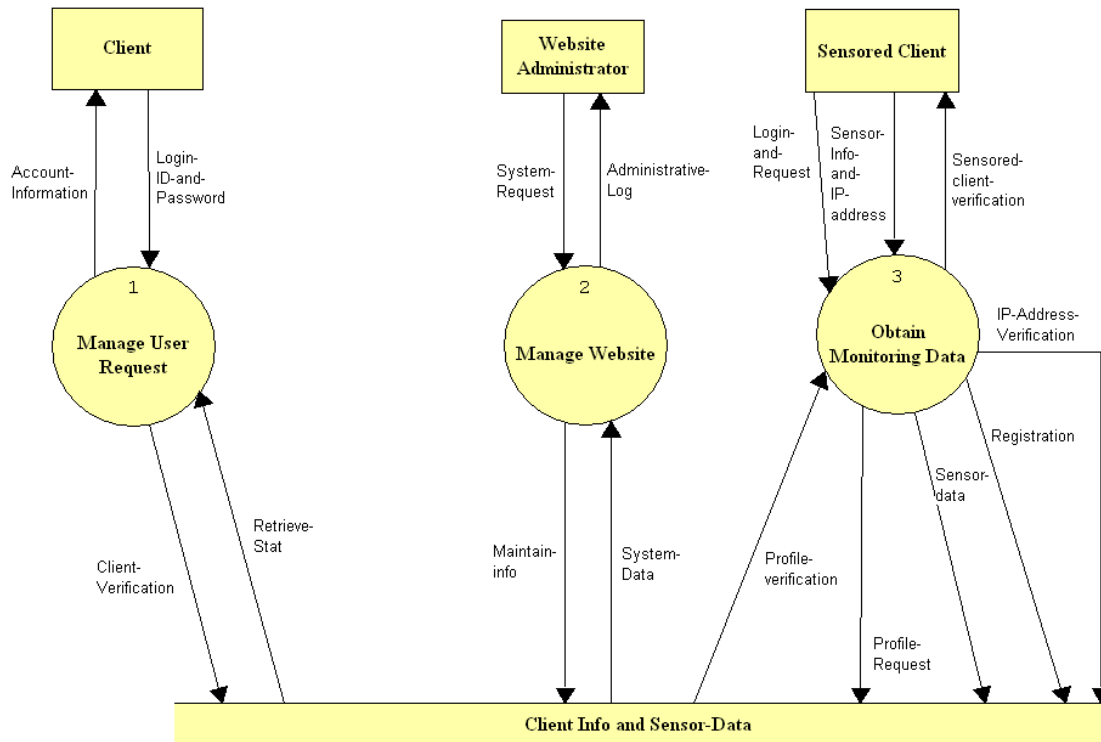 Client
Website
Administrator
Sensored Client
Account-
Information
Login-
ID-and-
Password
System-
Request
Administrative-
Log
Login-
and-
Request
Sensor-
Info-
and-
IP-
address
Sensored-
client-
verification
1
Manage User
Request
2
Manage Website
3
Obtain
Monitoring Data
IP-Address-
Verification
Registration
Sensor-
data
Client-
Verification
Retrieve-
Stat
Maintain-
info
System-
Data
Profile-
verification
Profile-
Request
Client Info and Sensor-Data